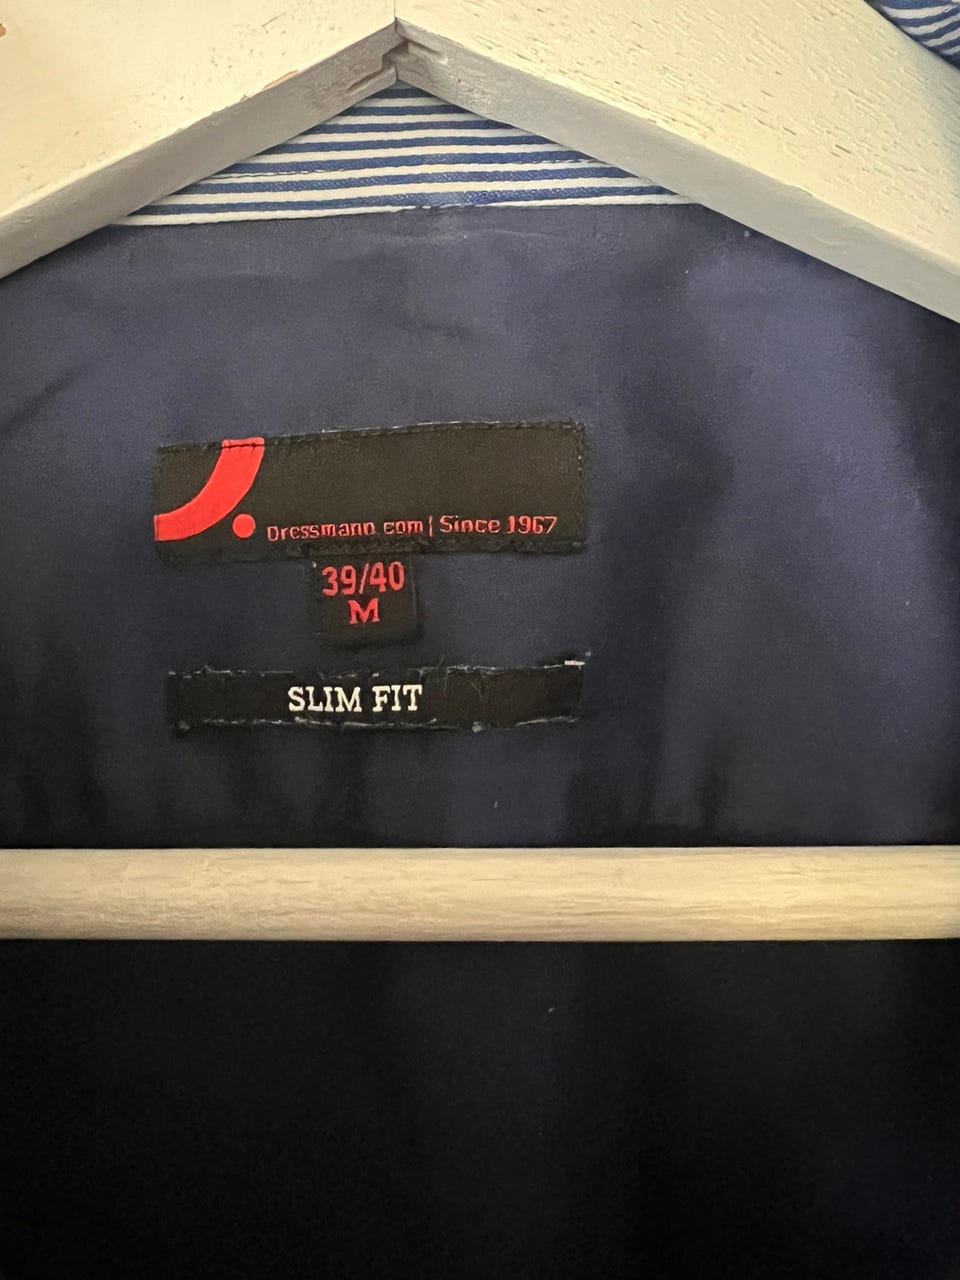 Dressmann.com | Since 1967
39/40
M
SLIM FIT